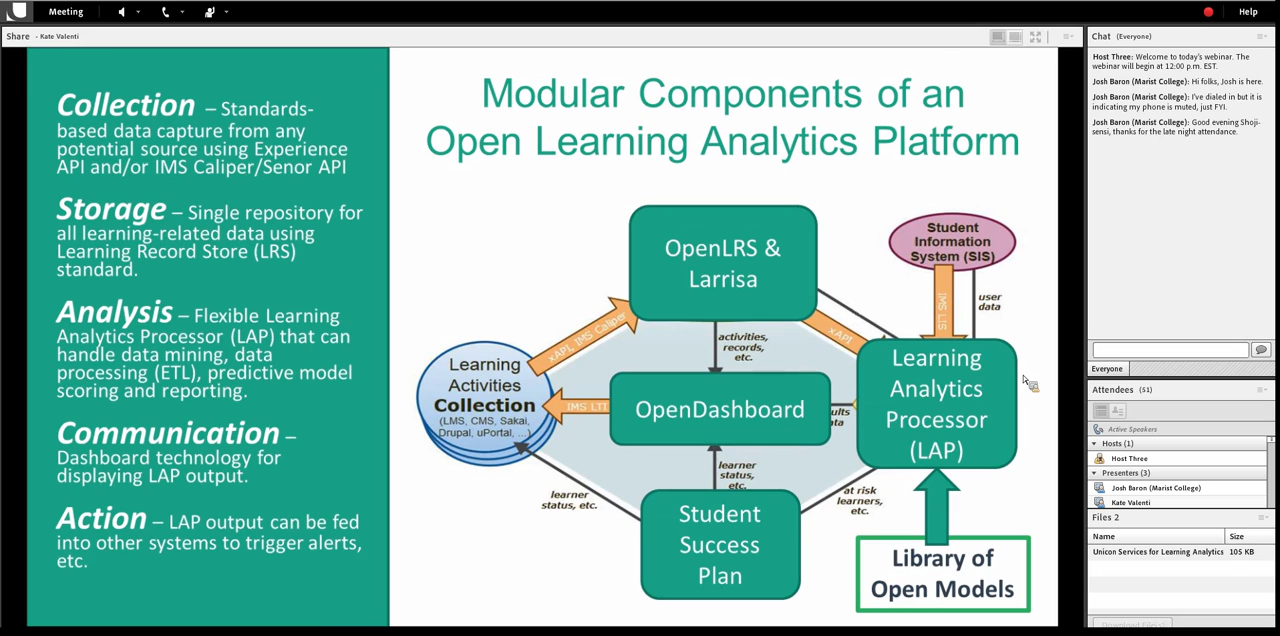 Meeting
Help
Share - Kate Valenti
Collection – Standards-
based data capture from any
potential source using Experience
API and/or IMS Caliper/Senor API
Storage – Single repository for
all learning-related data using
Learning Record Store (LRS)
standard.
Analysis – Flexible Learning
Analytics Processor (LAP) that can
handle data mining, data
processing (ETL), predictive model
scoring and reporting.
Communication –
Dashboard technology for
displaying LAP output.
Action – LAP output can be fed
into other systems to trigger alerts,
etc.
Modular Components of an
Open Learning Analytics Platform
OpenLRS &
Larrisa
Student
Information
System (SIS)
IMS LIS
user
data
xAPI, IMS Caliper
xAPI
activities,
records,
etc.
Learning
Activities
Collection
(LMS, CMS, Sakai,
Drupal, uPortal, ...)
IMS LTI
OpenDashboard
Learning
Analytics
Processor
(LAP)
learner
status, etc.
learner
status,
etc.
at risk
learners,
etc.
Student
Success
Plan
Library of
Open Models
Chat (Everyone)
Host Three: Welcome to today's webinar. The
webinar will begin at 12:00 p.m. EST.
Josh Baron (Marist College): Hi folks, Josh is here.
Josh Baron (Marist College): I've dialed in but it is
indicating my phone is muted, just FYI.
Josh Baron (Marist College): Good evening Shoji-
sensi, thanks for the late night attendance.
Everyone
Attendees (51)
Active Speakers
Hosts (1)
Host Three
Presenters (3)
Josh Baron (Marist College)
Kate Valenti
Files 2
Name Size
Unicon Services for Learning Analytics 105 KB